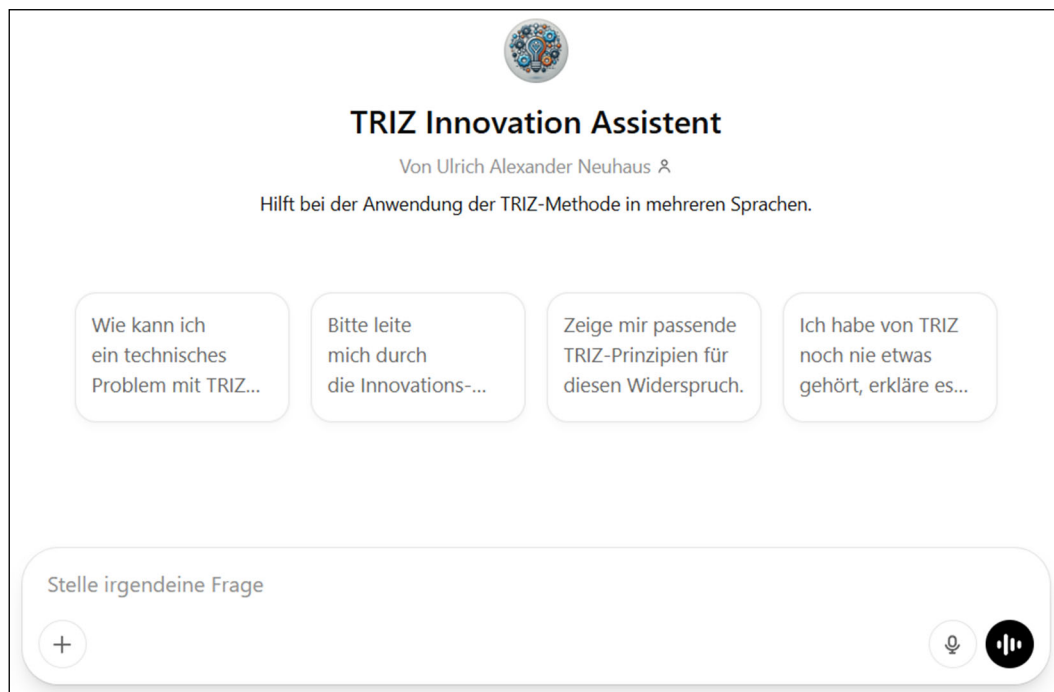 TRIZ Innovation Assistent
Von Ulrich Alexander Neuhaus
Hilft bei der Anwendung der TRIZ-Methode in mehreren Sprachen.
Wie kann ich
ein technisches
Problem mit TRIZ...
Bitte leite
mich durch
die Innovations-...
Zeige mir passende
TRIZ-Prinzipien für
diesen Widerspruch.
Ich habe von TRIZ
noch nie etwas
gehört, erkläre es...
Stelle irgendeine Frage